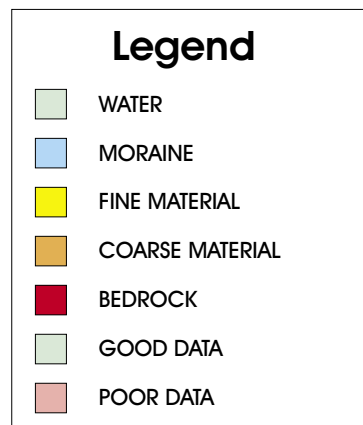 Legend
WATER
MORAINE
FINE MATERIAL
COARSE MATERIAL
BEDROCK
GOOD DATA
POOR DATA